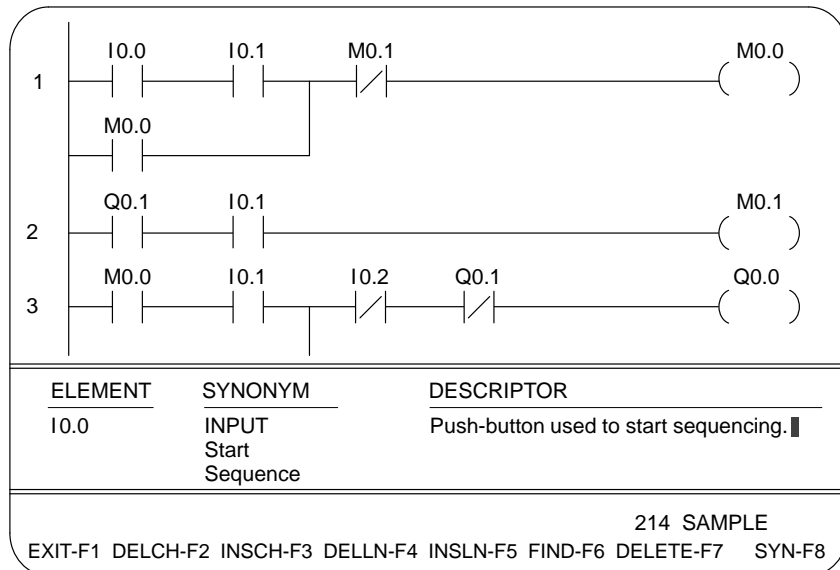 I0.0 I0.1 M0.1 M0.0
1
M0.0
Q0.1 I0.1 M0.1
2
M0.0 I0.1 I0.2 Q0.1 Q0.0
3
ELEMENT SYNONYM DESCRIPTOR
I0.0 INPUT Push-button used to start sequencing.
Start
Sequence
214 SAMPLE
EXIT-F1 DELCH-F2 INSCH-F3 DELLN-F4 INSLN-F5 FIND-F6 DELETE-F7 SYN-F8